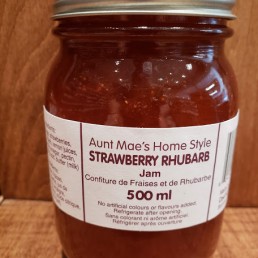 Aunt Mae's Home Style
STRAWBERRY RHUBARB
Jam
Confiture de Fraises et de Rhubarbe
500 ml
No artificial colours or flavours added.
Refrigerate after opening.
Sans colorant ni arôme artificiel.
Réfrigérer après ouverture.